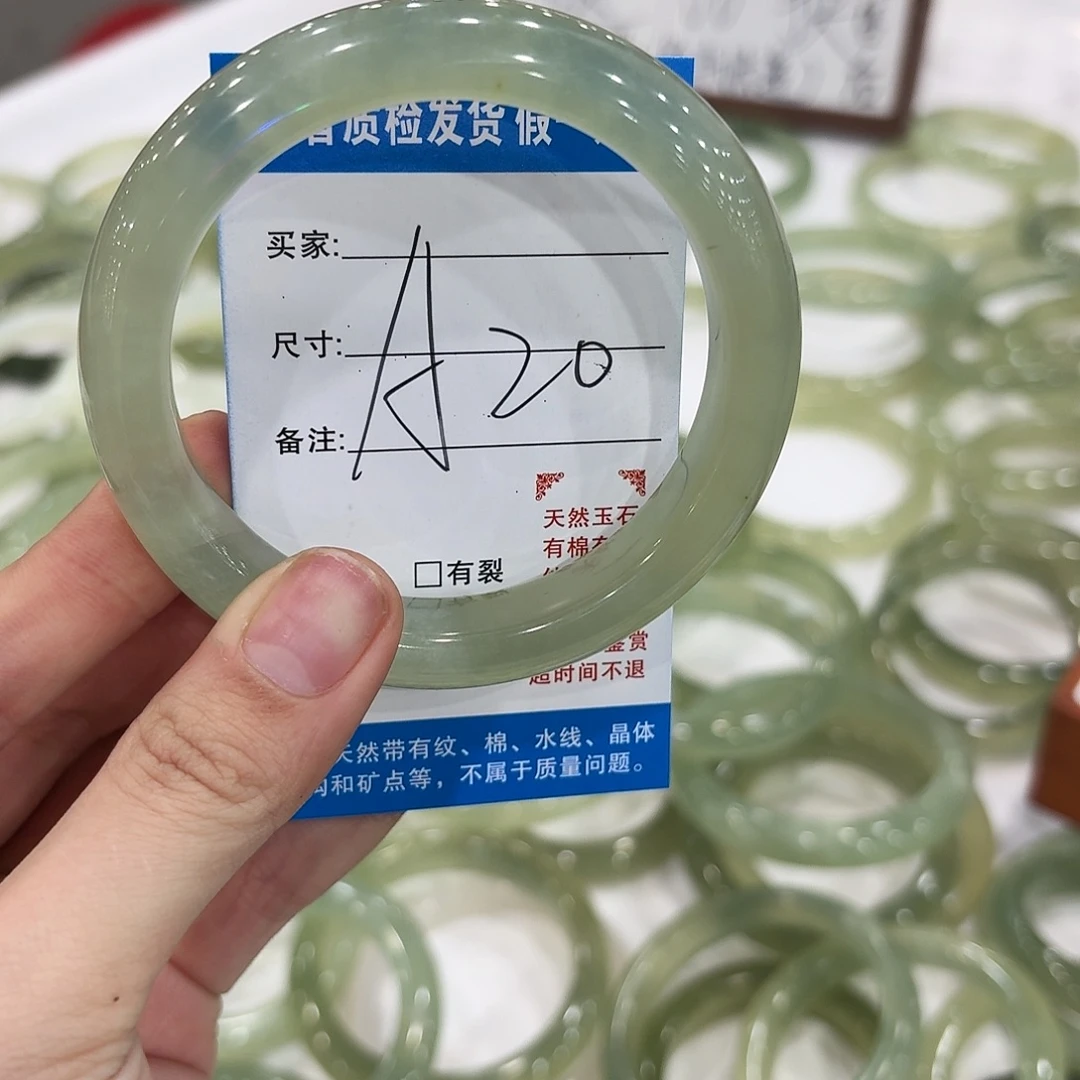 质检发货 假
买家:
尺寸:
备注:
A20
天然玉石
有棉
□有裂
鉴赏
超时间不退
天然带有纹、棉、水线、晶体
和矿点等，不属于质量问题。